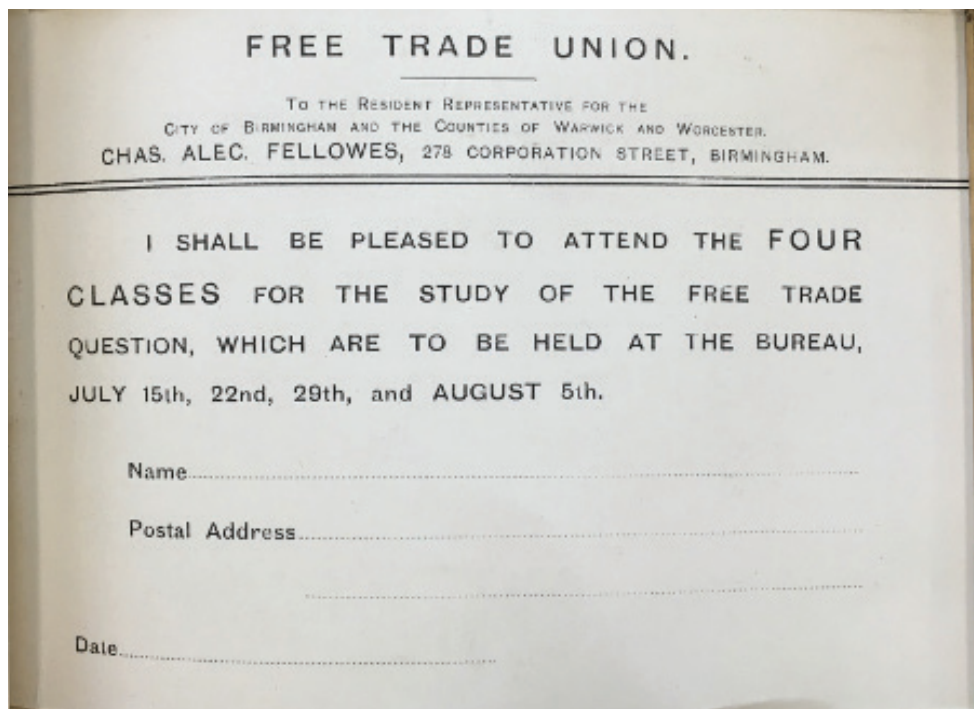 FREE TRADE UNION.
TO THE RESIDENT REPRESENTATIVE FOR THE
CITY OF BIRMINGHAM AND THE COUNTIES OF WARWICK AND WORCESTER.
CHAS. ALEC. FELLOWES, 278 CORPORATION STREET, BIRMINGHAM.
I SHALL BE PLEASED TO ATTEND THE FOUR
CLASSES FOR THE STUDY OF THE FREE TRADE
QUESTION, WHICH ARE TO BE HELD AT THE BUREAU,
JULY 15th, 22nd, 29th, and AUGUST 5th.
Name
Postal Address
Date